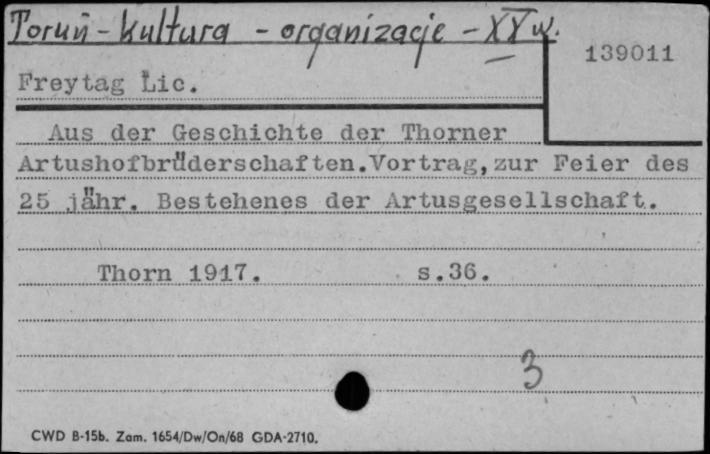 Toruń - kultura - organizacje - XX w.
139011
Freytag Lic.
Aus der Geschichte der Thorner
Artushofbrüderschaften.Vortrag,zur Feier des
25 jähr. Bestehenes der Artusgesellschaft.
Thorn 1917. s.36.
3
CWD B-15b. Zam. 1654/Dw/On/68 GDA-2710.